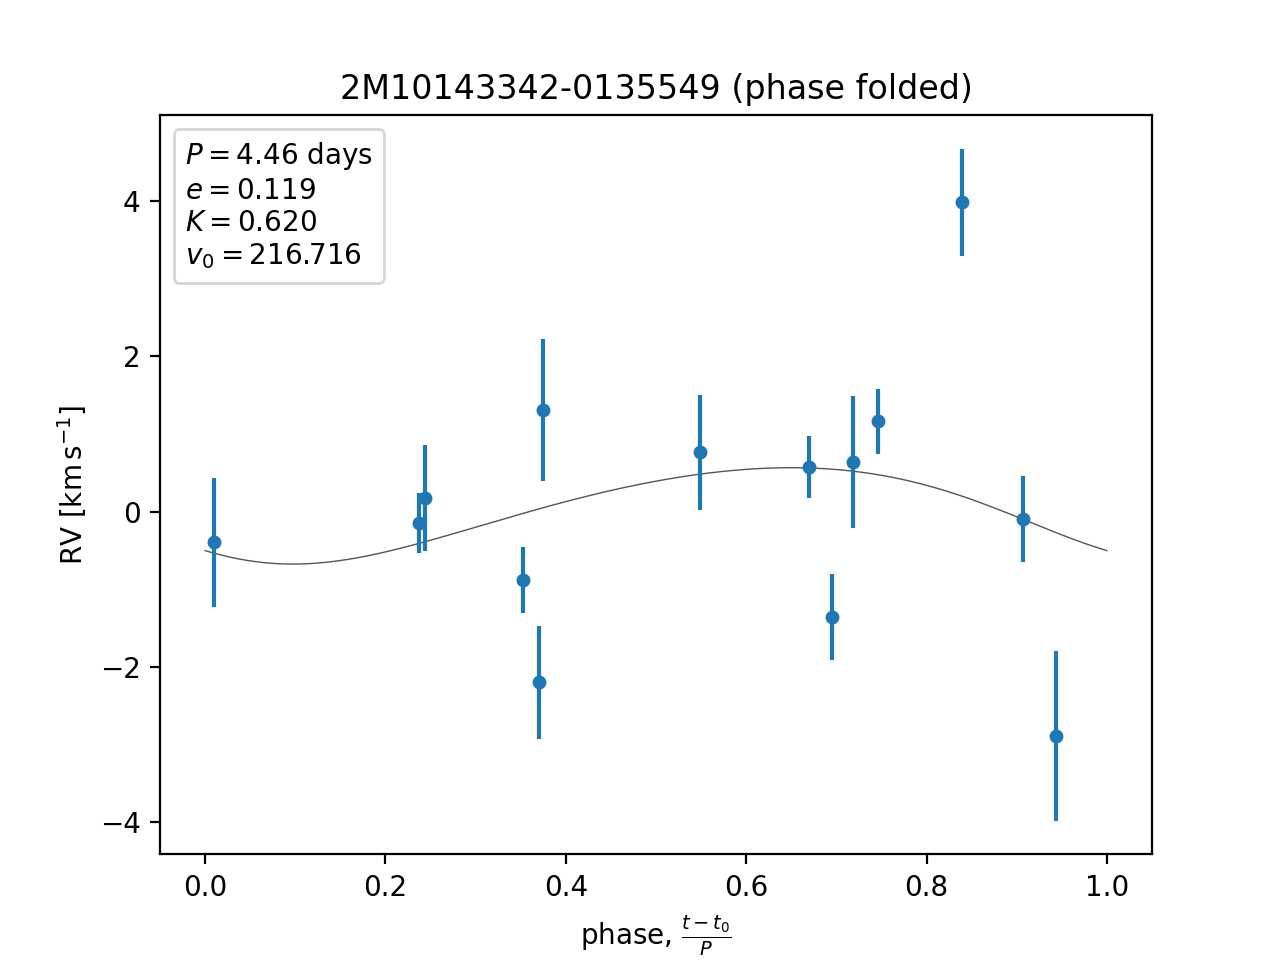 2M10143342-0135549 (phase folded)
P = 4.46 days
e = 0.119
K = 0.620
v₀ = 216.716
4
2
0
−2
−4
RV [km s⁻¹]
0.0 0.2 0.4 0.6 0.8 1.0
phase, (t − t₀)/P